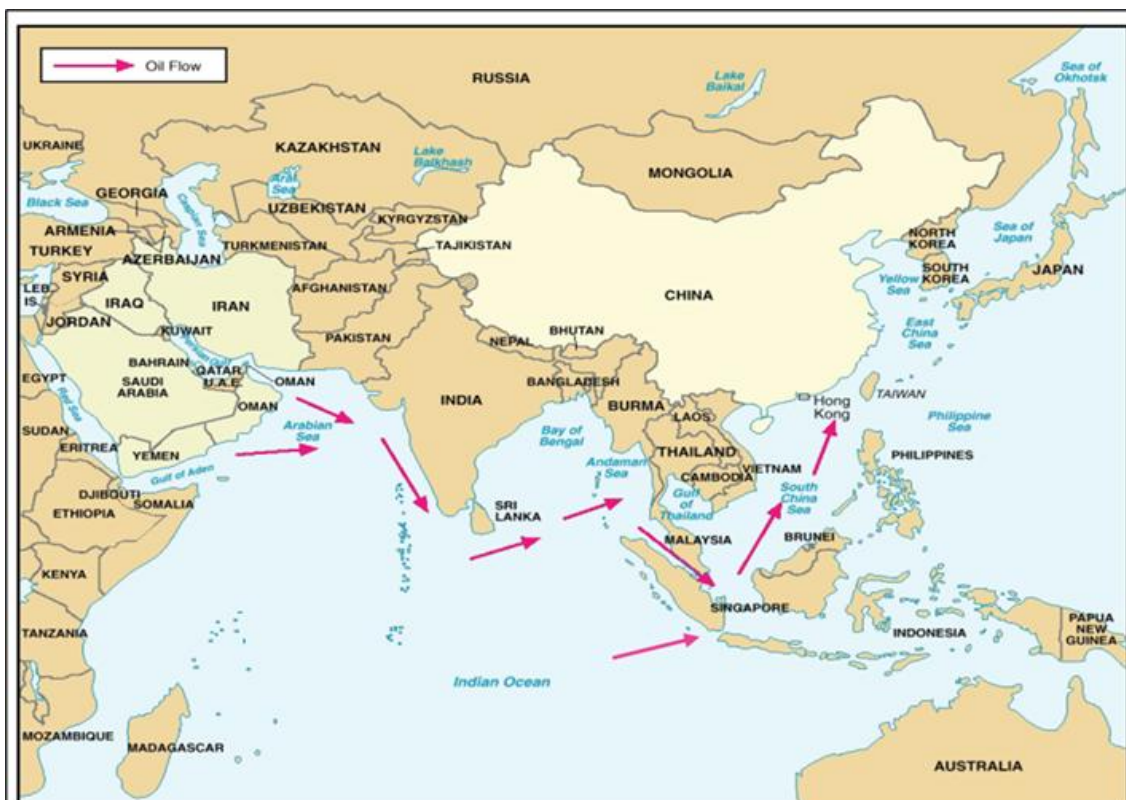 Oil Flow
RUSSIA
Lake
Baikal
Sea of
Okhotsk
UKRAINE
KAZAKHSTAN
Lake
Balkhash
MONGOLIA
Aral
Sea
GEORGIA
Black Sea
Caspian Sea
UZBEKISTAN
KYRGYZSTAN
ARMENIA
TURKEY
AZERBAIJAN
TURKMENISTAN
TAJIKISTAN
NORTH
KOREA
Sea of
Japan
SOUTH
KOREA
JAPAN
Yellow
Sea
SYRIA
LEB.
IS.
IRAQ
IRAN
AFGHANISTAN
CHINA
JORDAN
KUWAIT
Persian Gulf
PAKISTAN
NEPAL
BHUTAN
East
China
Sea
EGYPT
Red Sea
BAHRAIN
QATAR
U.A.E.
OMAN
SAUDI
ARABIA
OMAN
INDIA
BANGLADESH
BURMA
LAOS
Hong
Kong
TAIWAN
Philippine
Sea
SUDAN
ERITREA
YEMEN
Arabian
Sea
Gulf of Aden
Bay of
Bengal
Andaman
Sea
THAILAND
CAMBODIA
VIETNAM
PHILIPPINES
DJIBOUTI
SOMALIA
ETHIOPIA
SRI
LANKA
Gulf
of
Thailand
South
China
Sea
MALAYSIA
BRUNEI
KENYA
SINGAPORE
TANZANIA
INDONESIA
PAPUA
NEW
GUINEA
Indian Ocean
MOZAMBIQUE
MADAGASCAR
AUSTRALIA